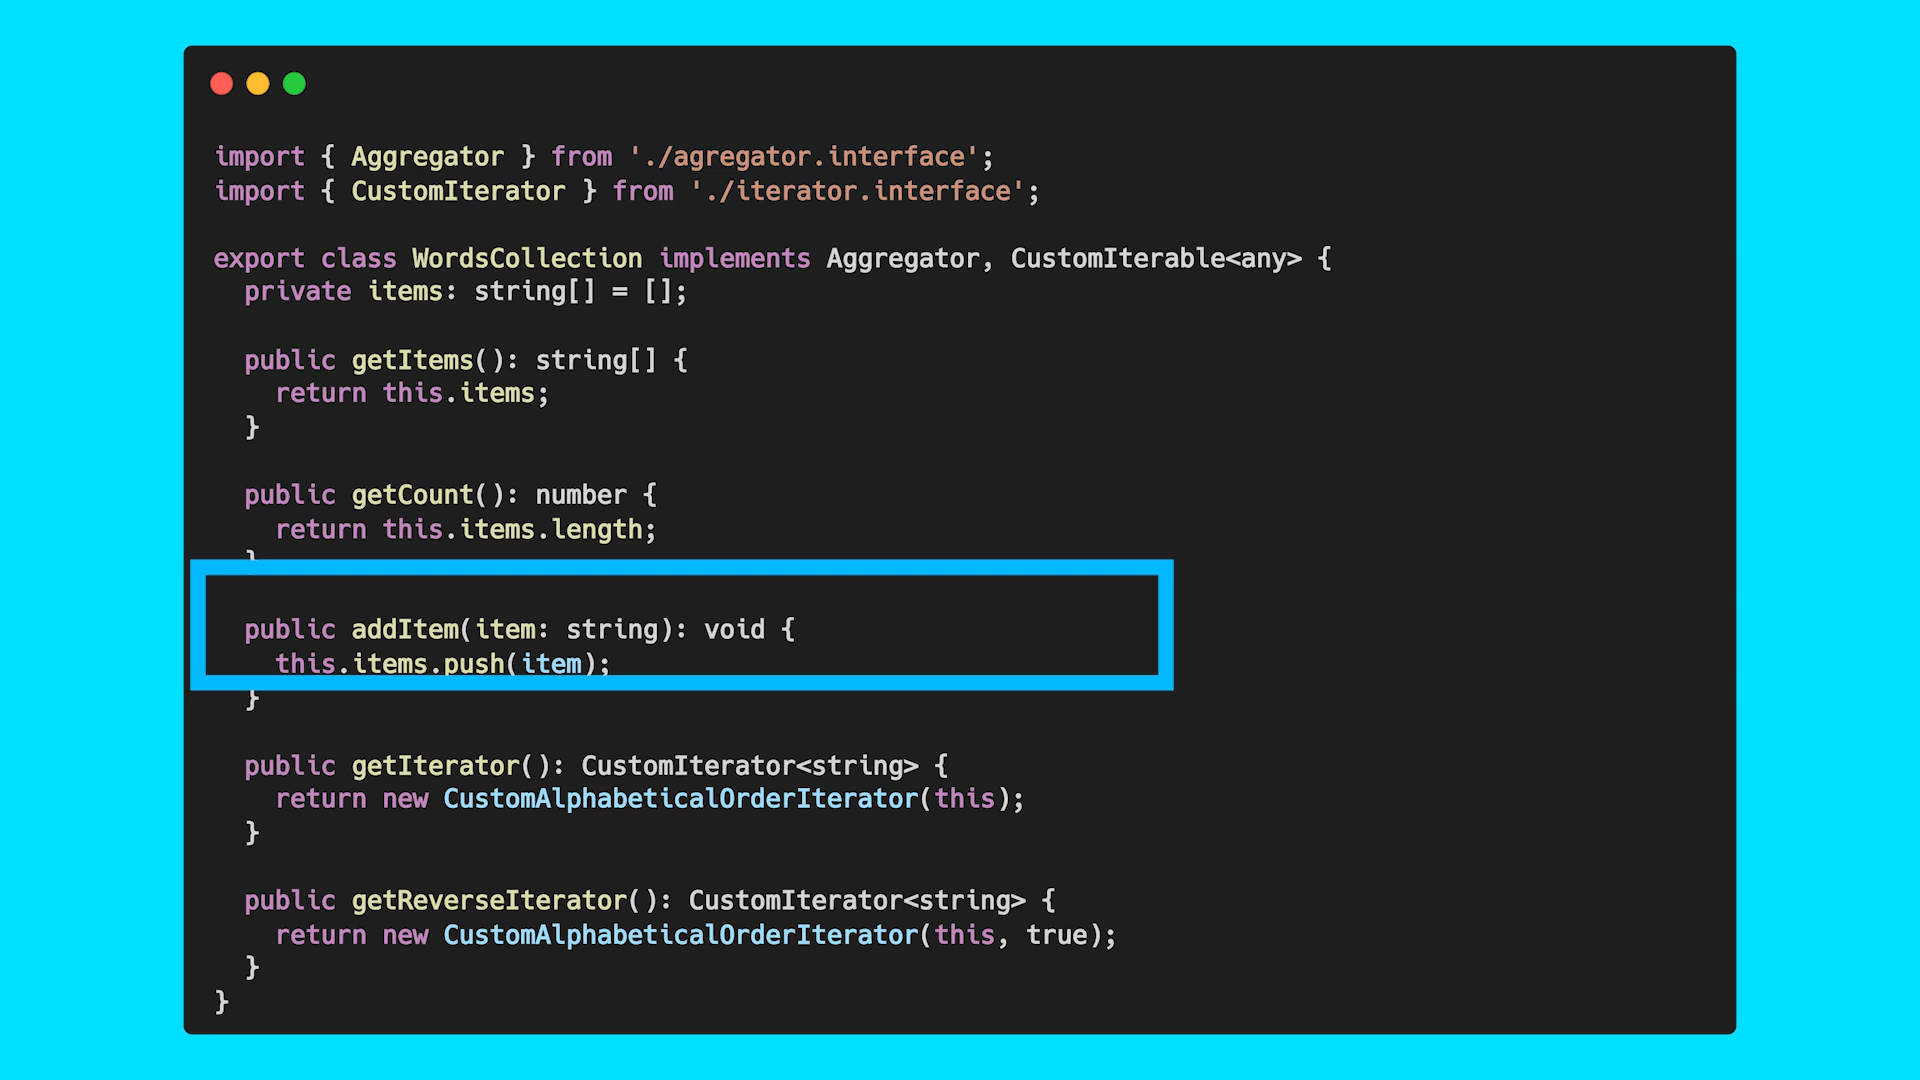 import { Aggregator } from './agregator.interface';
import { CustomIterator } from './iterator.interface';
export class WordsCollection implements Aggregator, CustomIterable<any> {
private items: string[] = [];
public getItems(): string[] {
return this.items;
}
public getCount(): number {
return this.items.length;
}
public addItem(item: string): void {
this.items.push(item);
}
public getIterator(): CustomIterator<string> {
return new CustomAlphabeticalOrderIterator(this);
}
public getReverseIterator(): CustomIterator<string> {
return new CustomAlphabeticalOrderIterator(this, true);
}
}